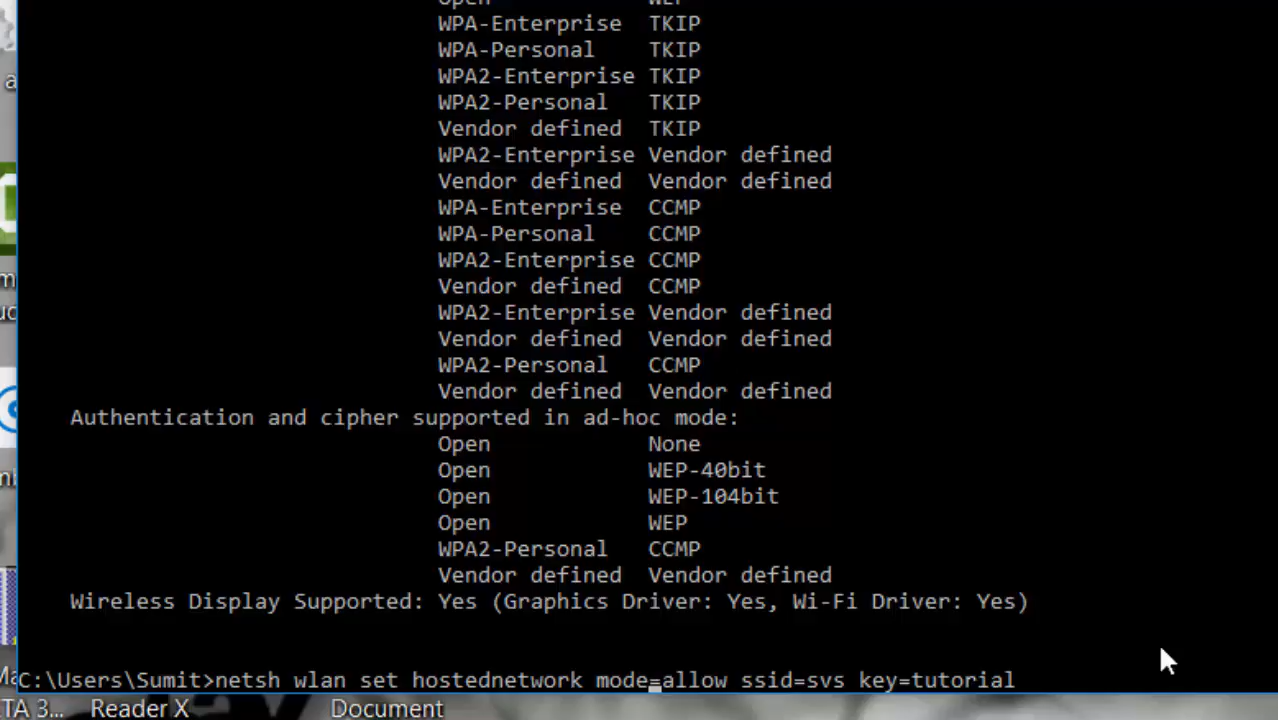 Open WEP
WPA-Enterprise TKIP
WPA-Personal TKIP
WPA2-Enterprise TKIP
WPA2-Personal TKIP
Vendor defined TKIP
WPA2-Enterprise Vendor defined
Vendor defined Vendor defined
WPA-Enterprise CCMP
WPA-Personal CCMP
WPA2-Enterprise CCMP
Vendor defined CCMP
WPA2-Enterprise Vendor defined
Vendor defined Vendor defined
WPA2-Personal CCMP
Vendor defined Vendor defined
Authentication and cipher supported in ad-hoc mode:
Open None
Open WEP-40bit
Open WEP-104bit
Open WEP
WPA2-Personal CCMP
Vendor defined Vendor defined
Wireless Display Supported: Yes (Graphics Driver: Yes, Wi-Fi Driver: Yes)
C:\Users\Sumit>netsh wlan set hostednetwork mode=allow ssid=svs key=tutorial
TA 3... Reader X Document